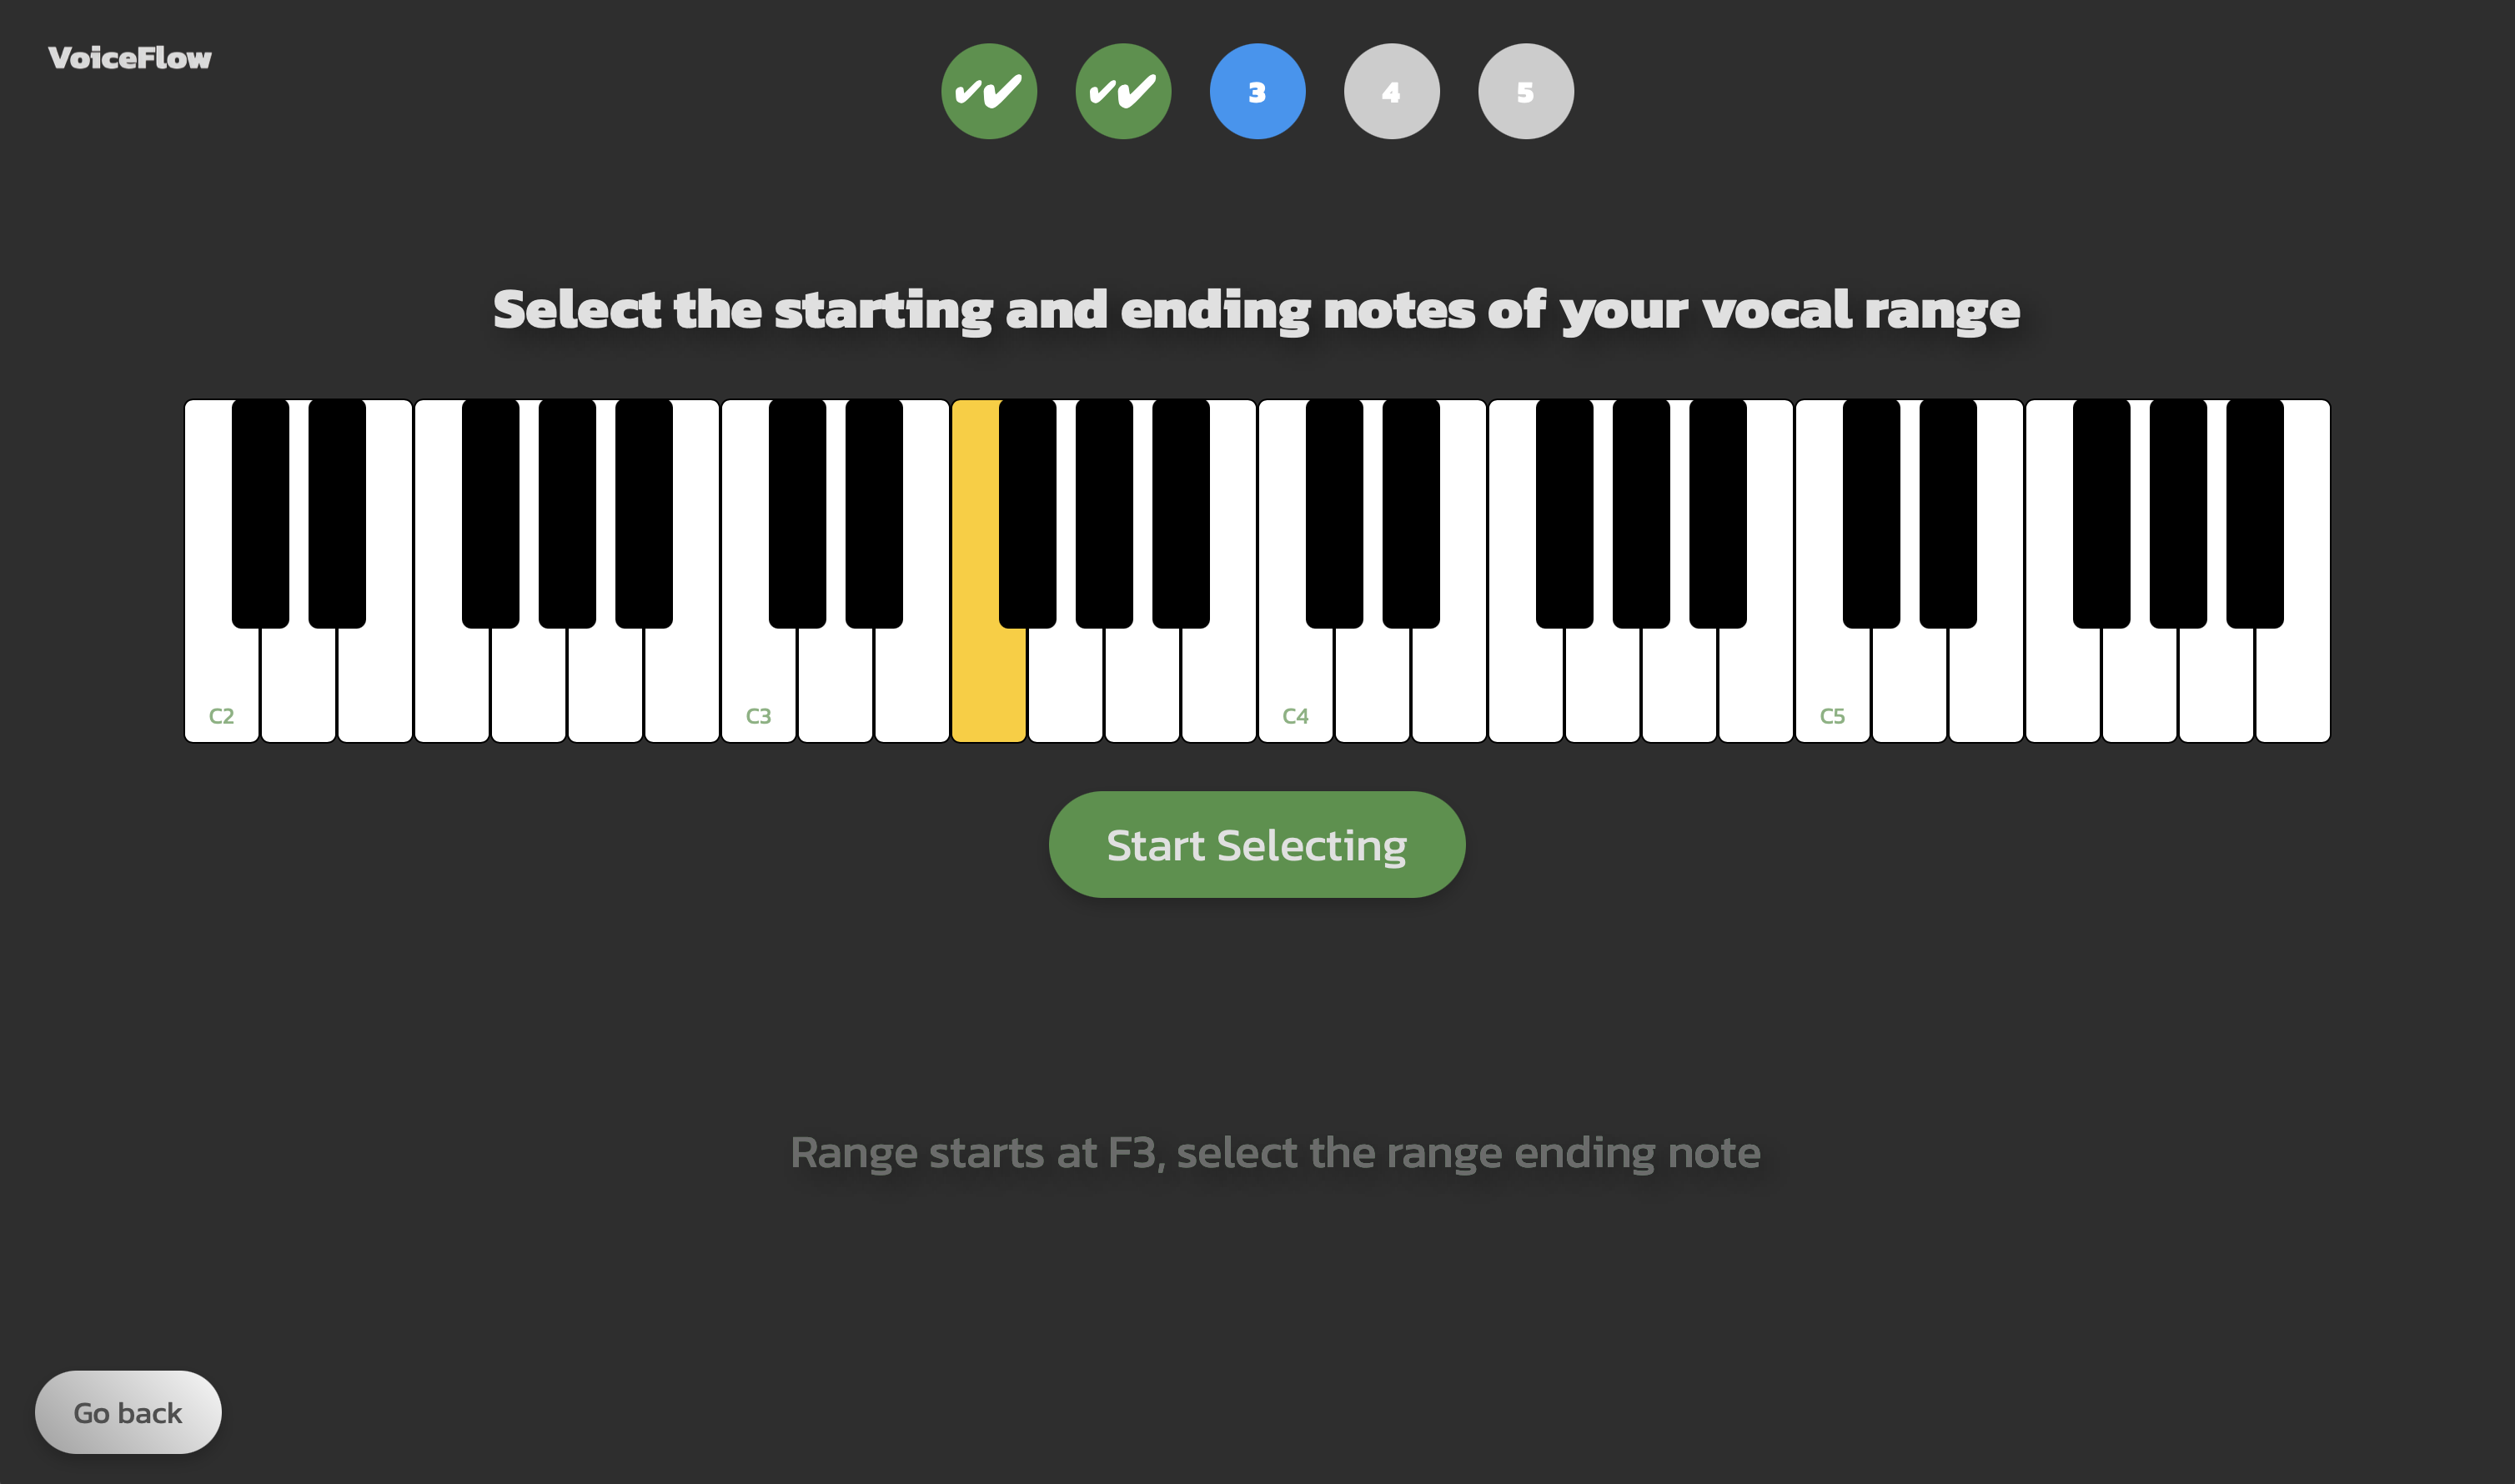 VoiceFlow
3
4
5
Select the starting and ending notes of your vocal range
C2
C3
C4
C5
Start Selecting
Range starts at F3, select the range ending note
Go back